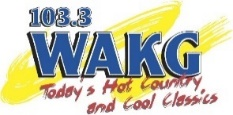 103.3
WAKG
Today's Hot Country
and Cool Classics